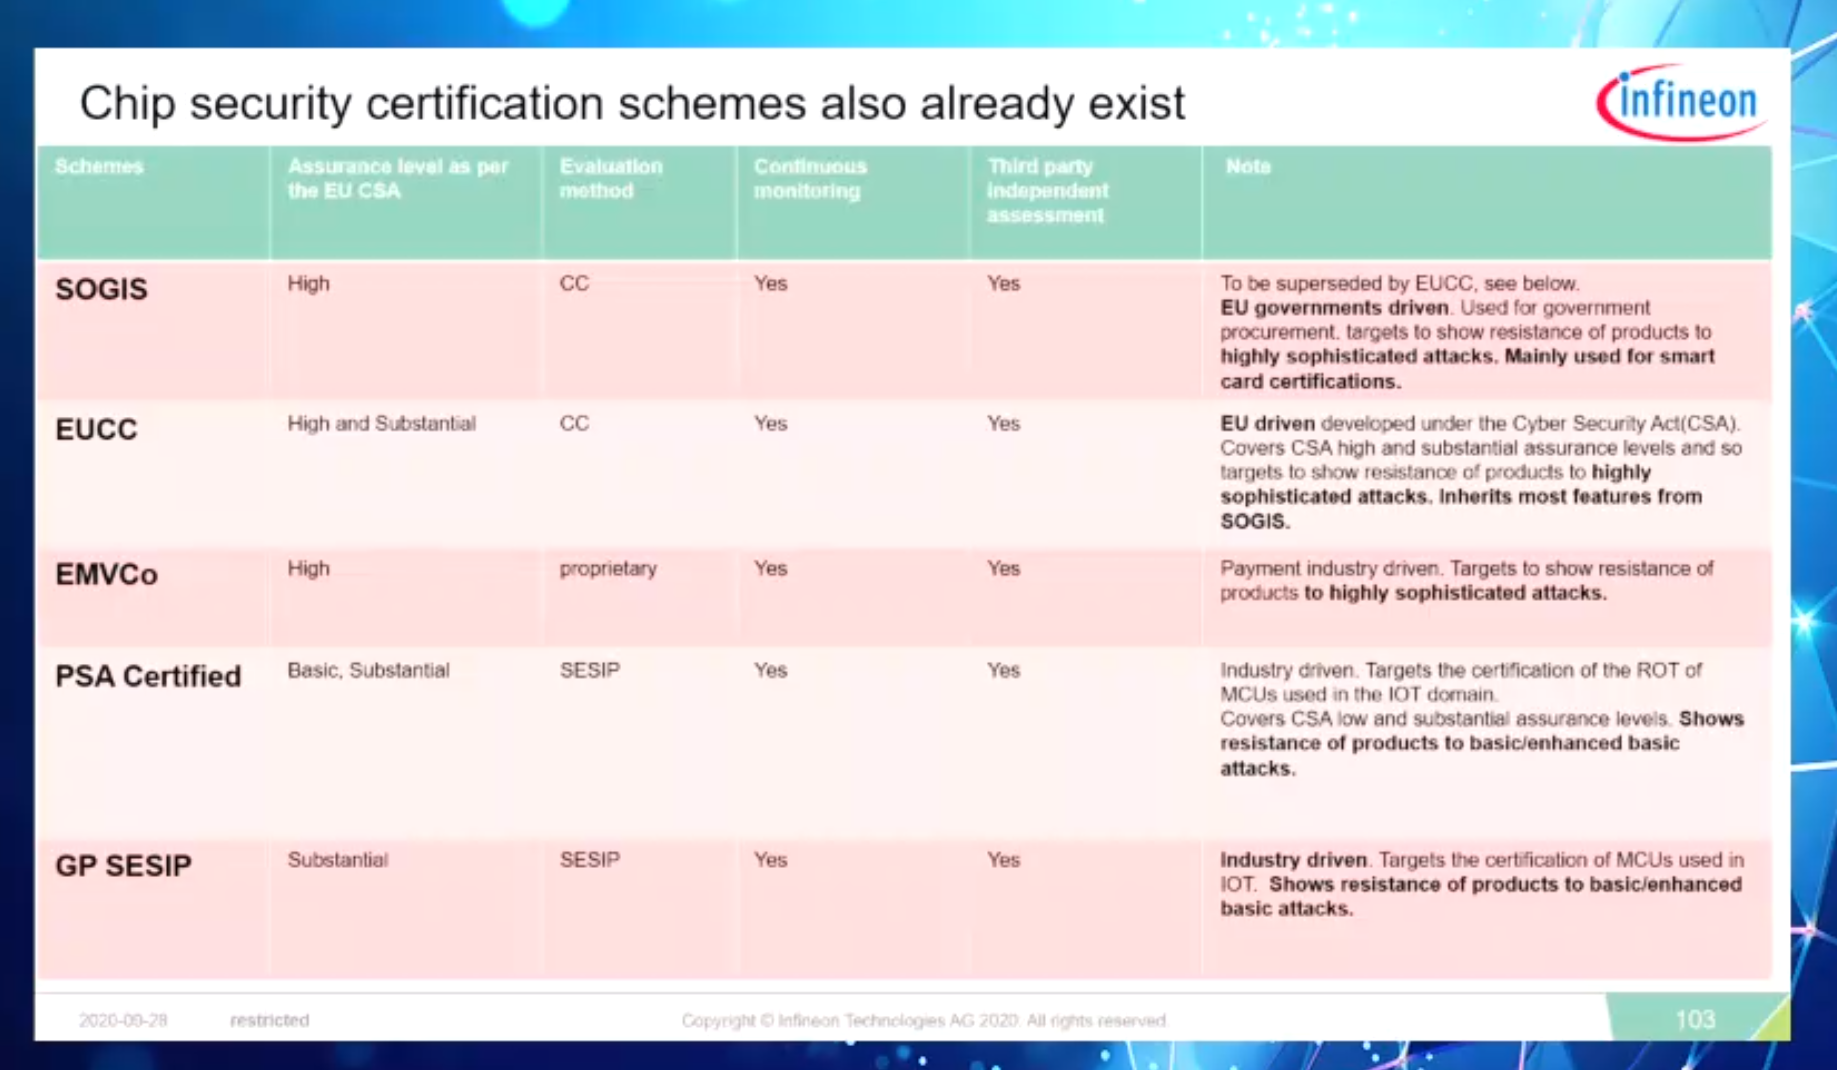 Chip security certification schemes also already exist
infineon
Schemes
Assurance level as per
the EU CSA
Evaluation
method
Continuous
monitoring
Third party
independent
assessment
Note
SOGIS
High
CC
Yes
Yes
To be superseded by EUCC, see below.
EU governments driven. Used for government
procurement. targets to show resistance of products to
highly sophisticated attacks. Mainly used for smart
card certifications.
EUCC
High and Substantial
CC
Yes
Yes
EU driven developed under the Cyber Security Act(CSA).
Covers CSA high and substantial assurance levels and so
targets to show resistance of products to highly
sophisticated attacks. Inherits most features from
SOGIS.
EMVCo
High
proprietary
Yes
Yes
Payment industry driven. Targets to show resistance of
products to highly sophisticated attacks.
PSA Certified
Basic, Substantial
SESIP
Yes
Yes
Industry driven. Targets the certification of the ROT of
MCUs used in the IOT domain.
Covers CSA low and substantial assurance levels. Shows
resistance of products to basic/enhanced basic
attacks.
GP SESIP
Substantial
SESIP
Yes
Yes
Industry driven. Targets the certification of MCUs used in
IOT. Shows resistance of products to basic/enhanced
basic attacks.
2020-09-28
restricted
Copyright © Infineon Technologies AG 2020. All rights reserved.
103